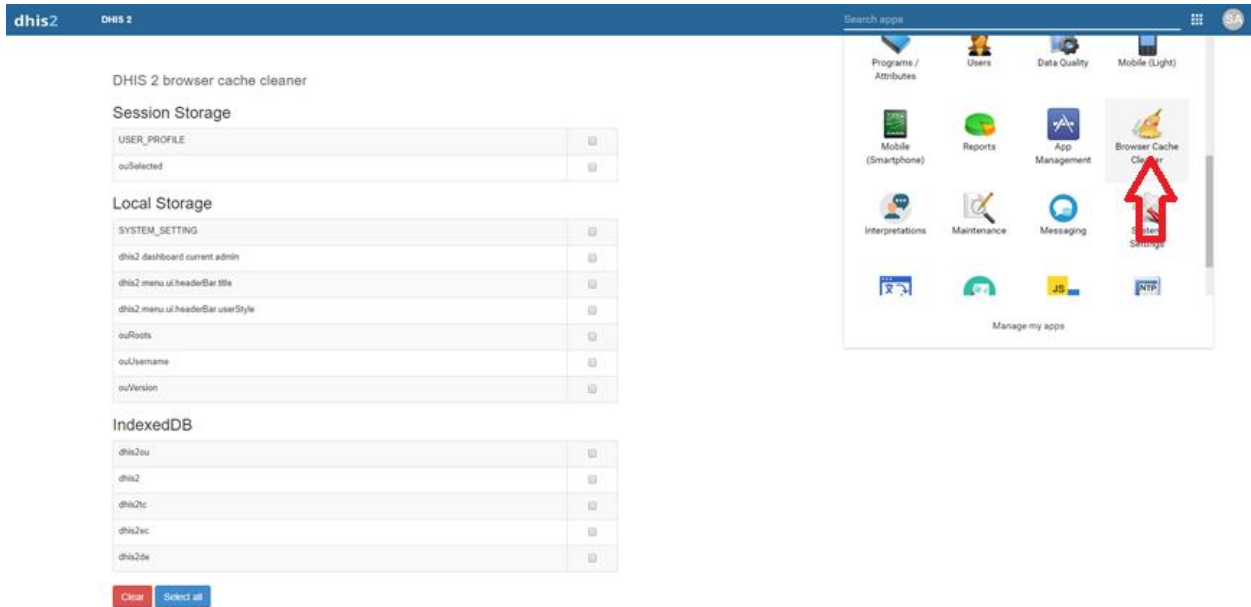 dhis2
DHIS 2
Search apps
SA
DHIS 2 browser cache cleaner
Session Storage
USER_PROFILE
ouSelected
Local Storage
SYSTEM_SETTING
dhis2.dashboard.current.admin
dhis2.menu.ui.headerBar.title
dhis2.menu.ui.headerBar.userStyle
ouRoots
ouUsername
ouVersion
IndexedDB
dhis2ou
dhis2
dhis2tc
dhis2ec
dhis2de
Clear
Select all
Programs /
Attributes
Users
Data Quality
Mobile (Light)
Mobile
(Smartphone)
Reports
App
Management
Browser Cache
Cleaner
Interpretations
Maintenance
Messaging
System
Settings
JS
NTP
Manage my apps